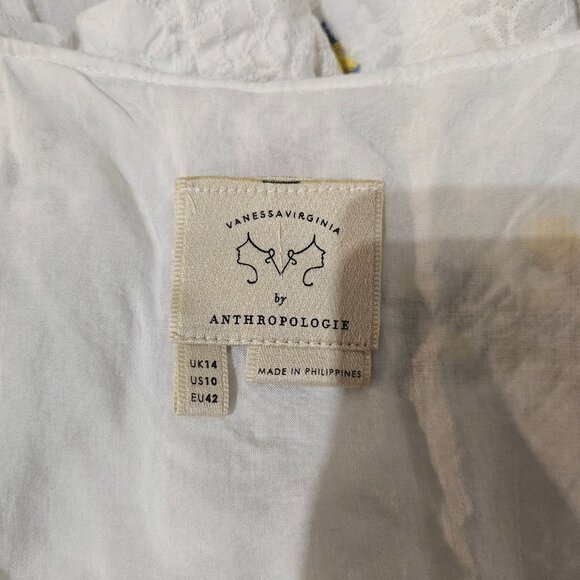 VANESSAVIRGINIA
by
ANTHROPOLOGIE
UK14
US10
EU42
MADE IN PHILIPPINES